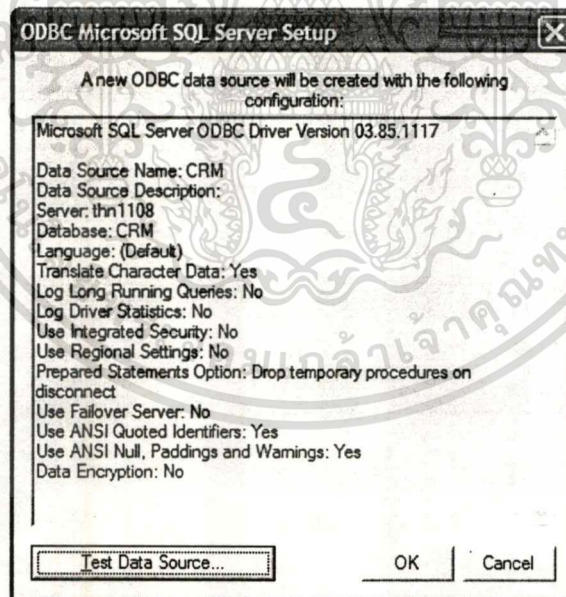 ODBC Microsoft SQL Server Setup
A new ODBC data source will be created with the following
configuration:
Microsoft SQL Server ODBC Driver Version 03.85.1117
Data Source Name: CRM
Data Source Description:
Server: thn1108
Database: CRM
Language: (Default)
Translate Character Data: Yes
Log Long Running Queries: No
Log Driver Statistics: No
Use Integrated Security: No
Use Regional Settings: No
Prepared Statements Option: Drop temporary procedures on
disconnect
Use Failover Server: No
Use ANSI Quoted Identifiers: Yes
Use ANSI Null, Paddings and Warnings: Yes
Data Encryption: No
Test Data Source...
OK
Cancel